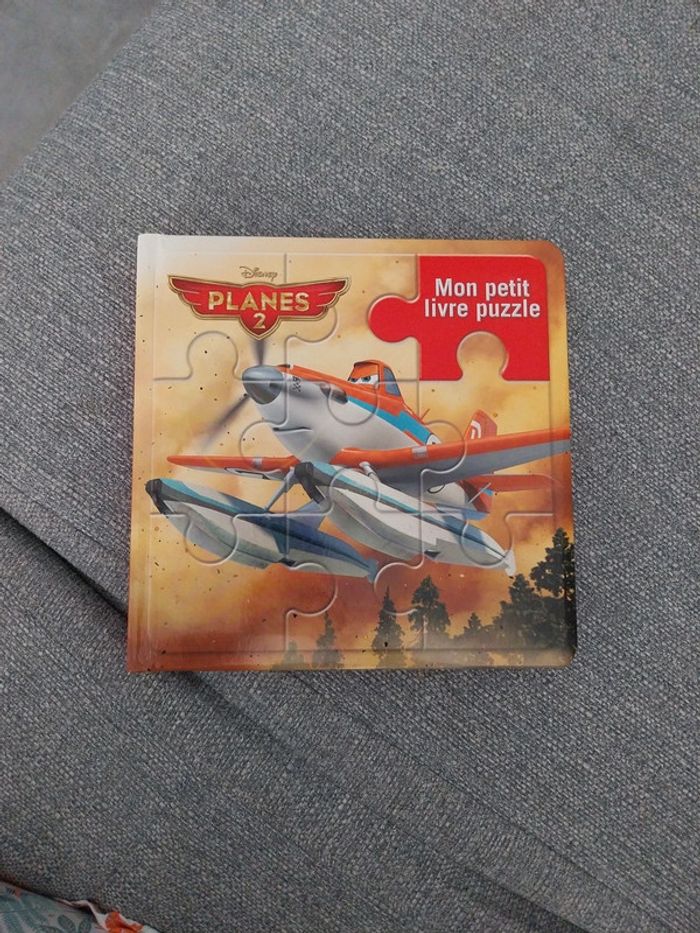 Disney
PLANES
2
Mon petit
livre puzzle